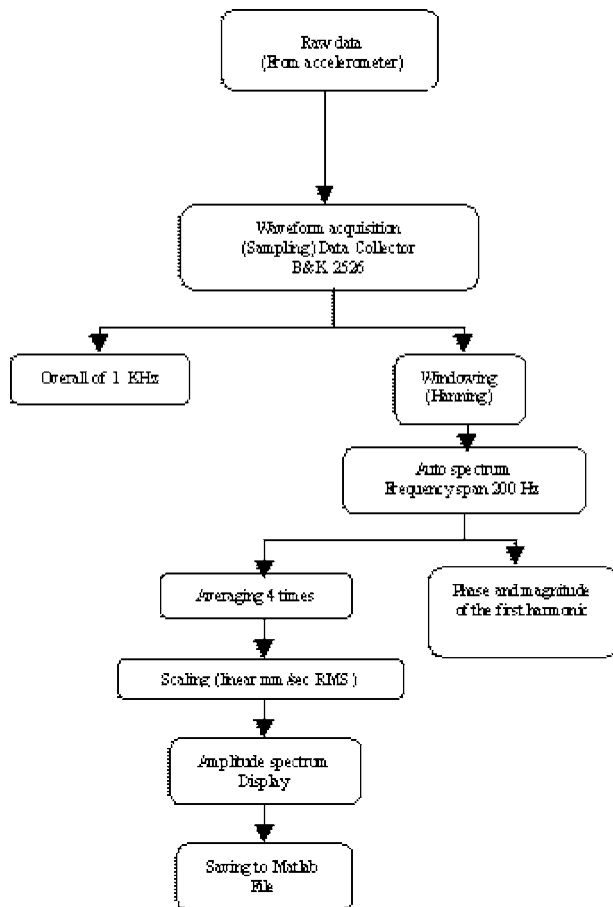 Raw data
(From accelerometer)
Waveform acquisition
(Sampling) Data Collector
B&K 2526
Overall of 1 KHz
Windowing
(Hanning)
Auto spectrum
Frequency span 200 Hz
Averaging 4 times
Phase and magnitude
of the first harmonic
Scaling (linear mm/sec RMS)
Amplitude spectrum
Display
Saving to Matlab
File